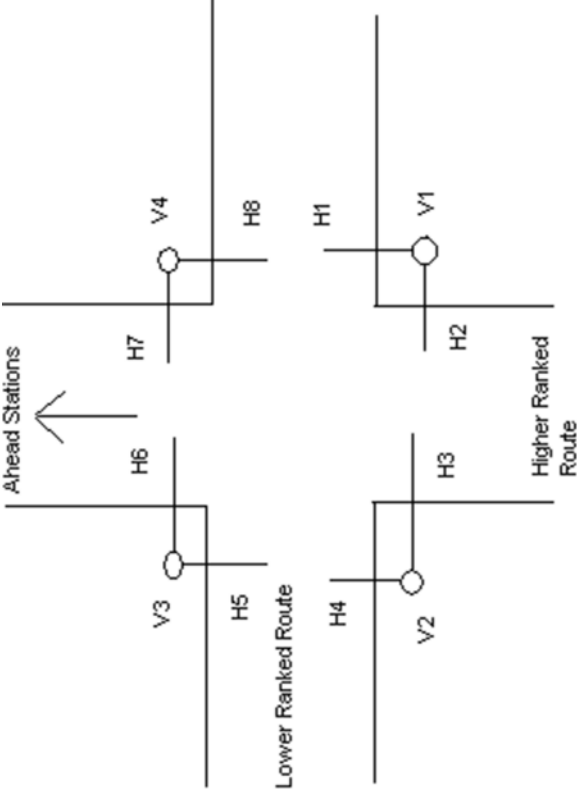 Ahead Stations
V4
H8
H1
V1
H7
H2
H6
H3
V3
H5
Lower Ranked Route
H4
V2
Higher Ranked
Route